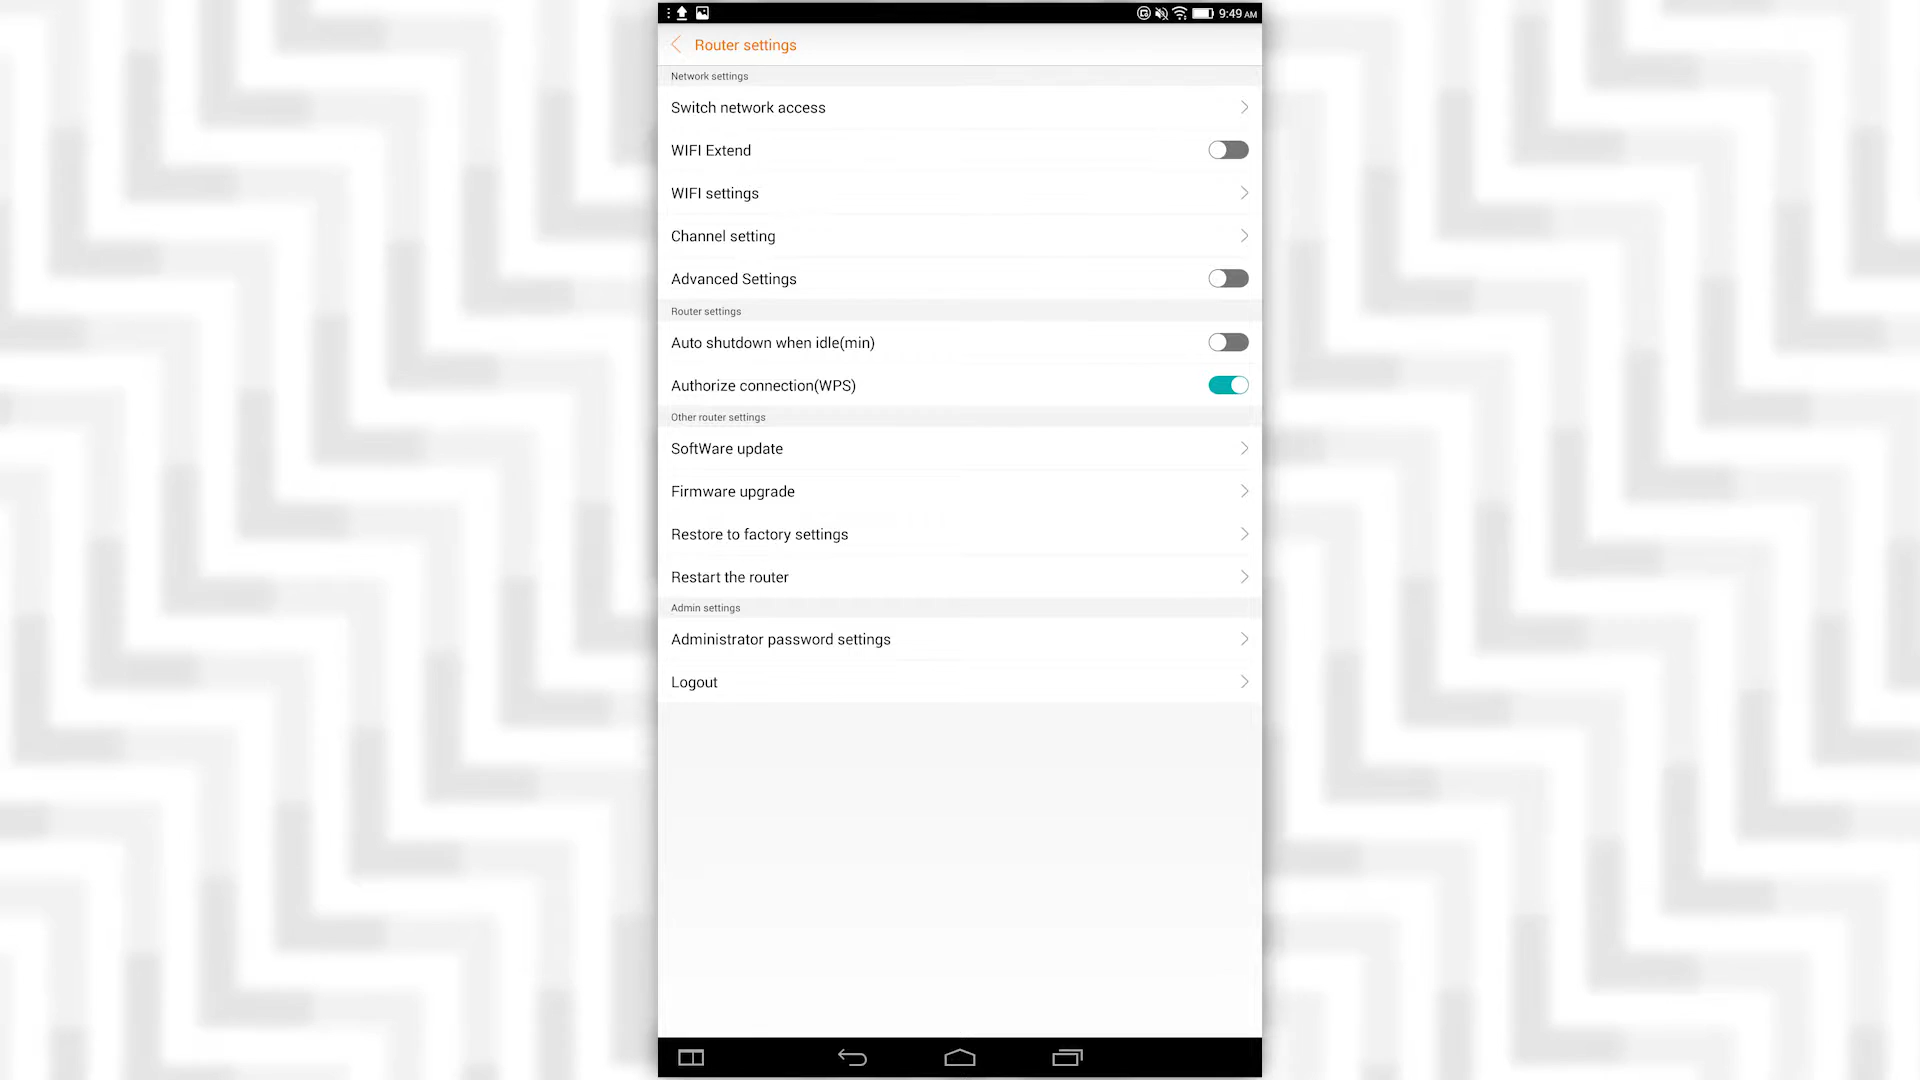 9:49 AM
Router settings
Network settings
Switch network access
WIFI Extend
WIFI settings
Channel setting
Advanced Settings
Router settings
Auto shutdown when idle(min)
Authorize connection(WPS)
Other router settings
SoftWare update
Firmware upgrade
Restore to factory settings
Restart the router
Admin settings
Administrator password settings
Logout